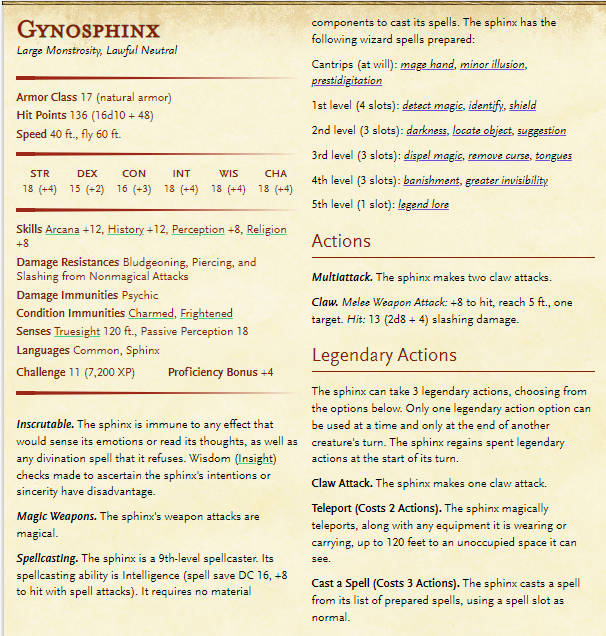 Gynosphinx
Large Monstrosity, Lawful Neutral
Armor Class 17 (natural armor)
Hit Points 136 (16d10 + 48)
Speed 40 ft., fly 60 ft.
STR DEX CON INT WIS CHA
18 (+4) 15 (+2) 16 (+3) 18 (+4) 18 (+4) 18 (+4)
Skills Arcana +12, History +12, Perception +8, Religion
+8
Damage Resistances Bludgeoning, Piercing, and
Slashing from Nonmagical Attacks
Damage Immunities Psychic
Condition Immunities Charmed, Frightened
Senses Truesight 120 ft., Passive Perception 18
Languages Common, Sphinx
Challenge 11 (7,200 XP) Proficiency Bonus +4
Inscrutable. The sphinx is immune to any effect that
would sense its emotions or read its thoughts, as well as
any divination spell that it refuses. Wisdom (Insight)
checks made to ascertain the sphinx's intentions or
sincerity have disadvantage.
Magic Weapons. The sphinx's weapon attacks are
magical.
Spellcasting. The sphinx is a 9th-level spellcaster. Its
spellcasting ability is Intelligence (spell save DC 16, +8
to hit with spell attacks). It requires no material
components to cast its spells. The sphinx has the
following wizard spells prepared:
Cantrips (at will): mage hand, minor illusion,
prestidigitation
1st level (4 slots): detect magic, identify, shield
2nd level (3 slots): darkness, locate object, suggestion
3rd level (3 slots): dispel magic, remove curse, tongues
4th level (3 slots): banishment, greater invisibility
5th level (1 slot): legend lore
Actions
Multiattack. The sphinx makes two claw attacks.
Claw. Melee Weapon Attack: +8 to hit, reach 5 ft., one
target. Hit: 13 (2d8 + 4) slashing damage.
Legendary Actions
The sphinx can take 3 legendary actions, choosing from
the options below. Only one legendary action option can
be used at a time and only at the end of another
creature's turn. The sphinx regains spent legendary
actions at the start of its turn.
Claw Attack. The sphinx makes one claw attack.
Teleport (Costs 2 Actions). The sphinx magically
teleports, along with any equipment it is wearing or
carrying, up to 120 feet to an unoccupied space it can
see.
Cast a Spell (Costs 3 Actions). The sphinx casts a spell
from its list of prepared spells, using a spell slot as
normal.